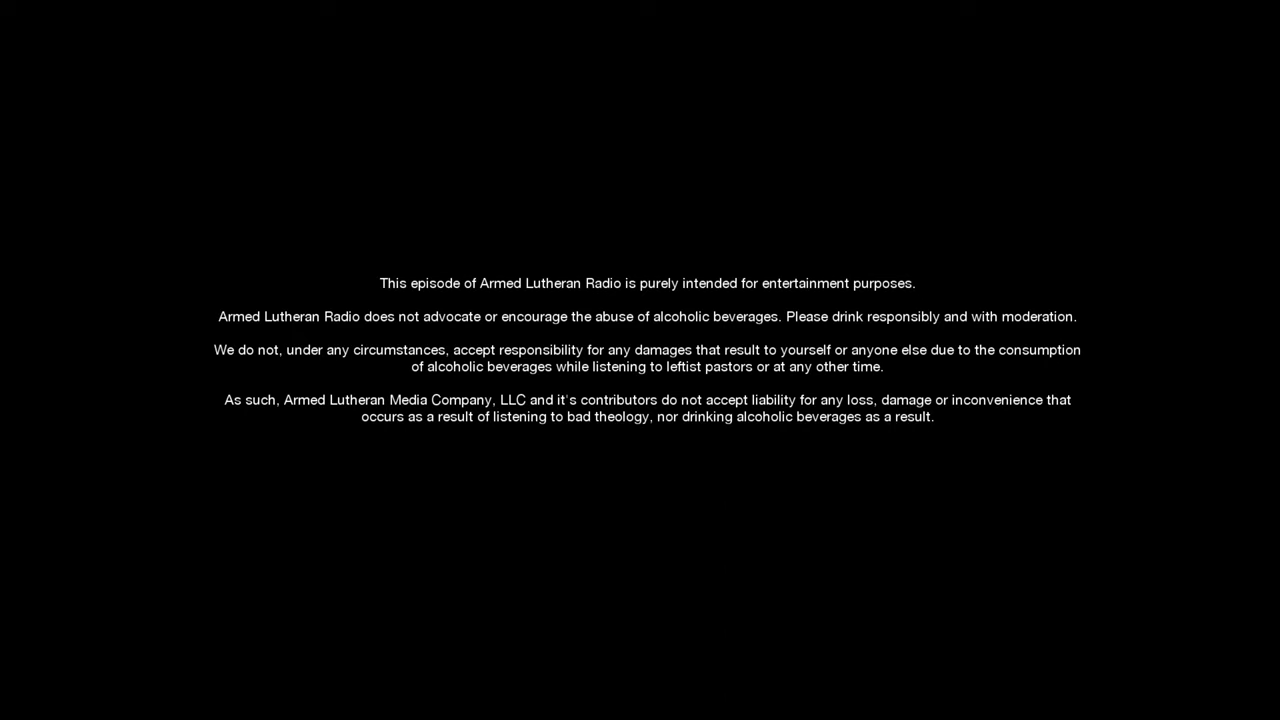 This episode of Armed Lutheran Radio is purely intended for entertainment purposes.
Armed Lutheran Radio does not advocate or encourage the abuse of alcoholic beverages. Please drink responsibly and with moderation.
We do not, under any circumstances, accept responsibility for any damages that result to yourself or anyone else due to the consumption
of alcoholic beverages while listening to leftist pastors or at any other time.
As such, Armed Lutheran Media Company, LLC and it's contributors do not accept liability for any loss, damage or inconvenience that
occurs as a result of listening to bad theology, nor drinking alcoholic beverages as a result.